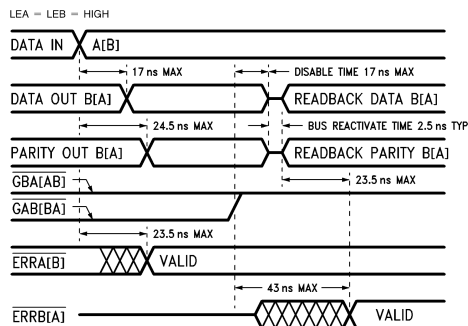 LEA = LEB = HIGH
DATA IN A[B]
17 ns MAX DISABLE TIME 17 ns MAX
DATA OUT B[A] READBACK DATA B[A]
24.5 ns MAX BUS REACTIVATE TIME 2.5 ns TYP
PARITY OUT B[A] READBACK PARITY B[A]
GBA[AB] 23.5 ns MAX
GAB[BA]
23.5 ns MAX
ERRA[B] VALID
43 ns MAX
ERRB[A] VALID